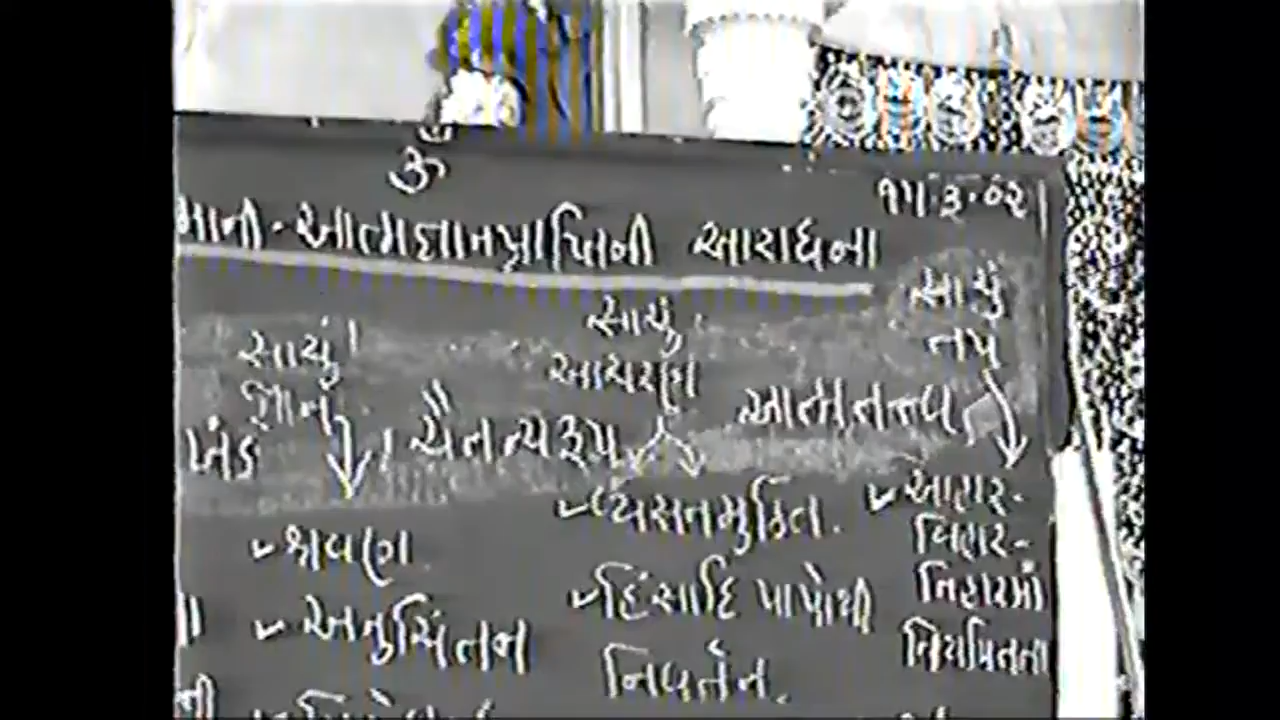 ૐ
૧૫.૩.૦૨
માની - આત્મજ્ઞાનપ્રાપ્તિની આરાધના
સાચું
જ્ઞાન
સાચું
આચરણ
સાચું
તપ
ખંડ ચૈતન્યરૂપ આત્મતત્ત્વ
✓ શ્રવણ
✓ અનુચિંતન
✓ વ્યસનમુક્તિ.
✓ હિંસાદિ પાપોથી
નિવર્તન.
✓ આહાર-
વિહાર-
નિહારમાં
નિયમિતતા
ની